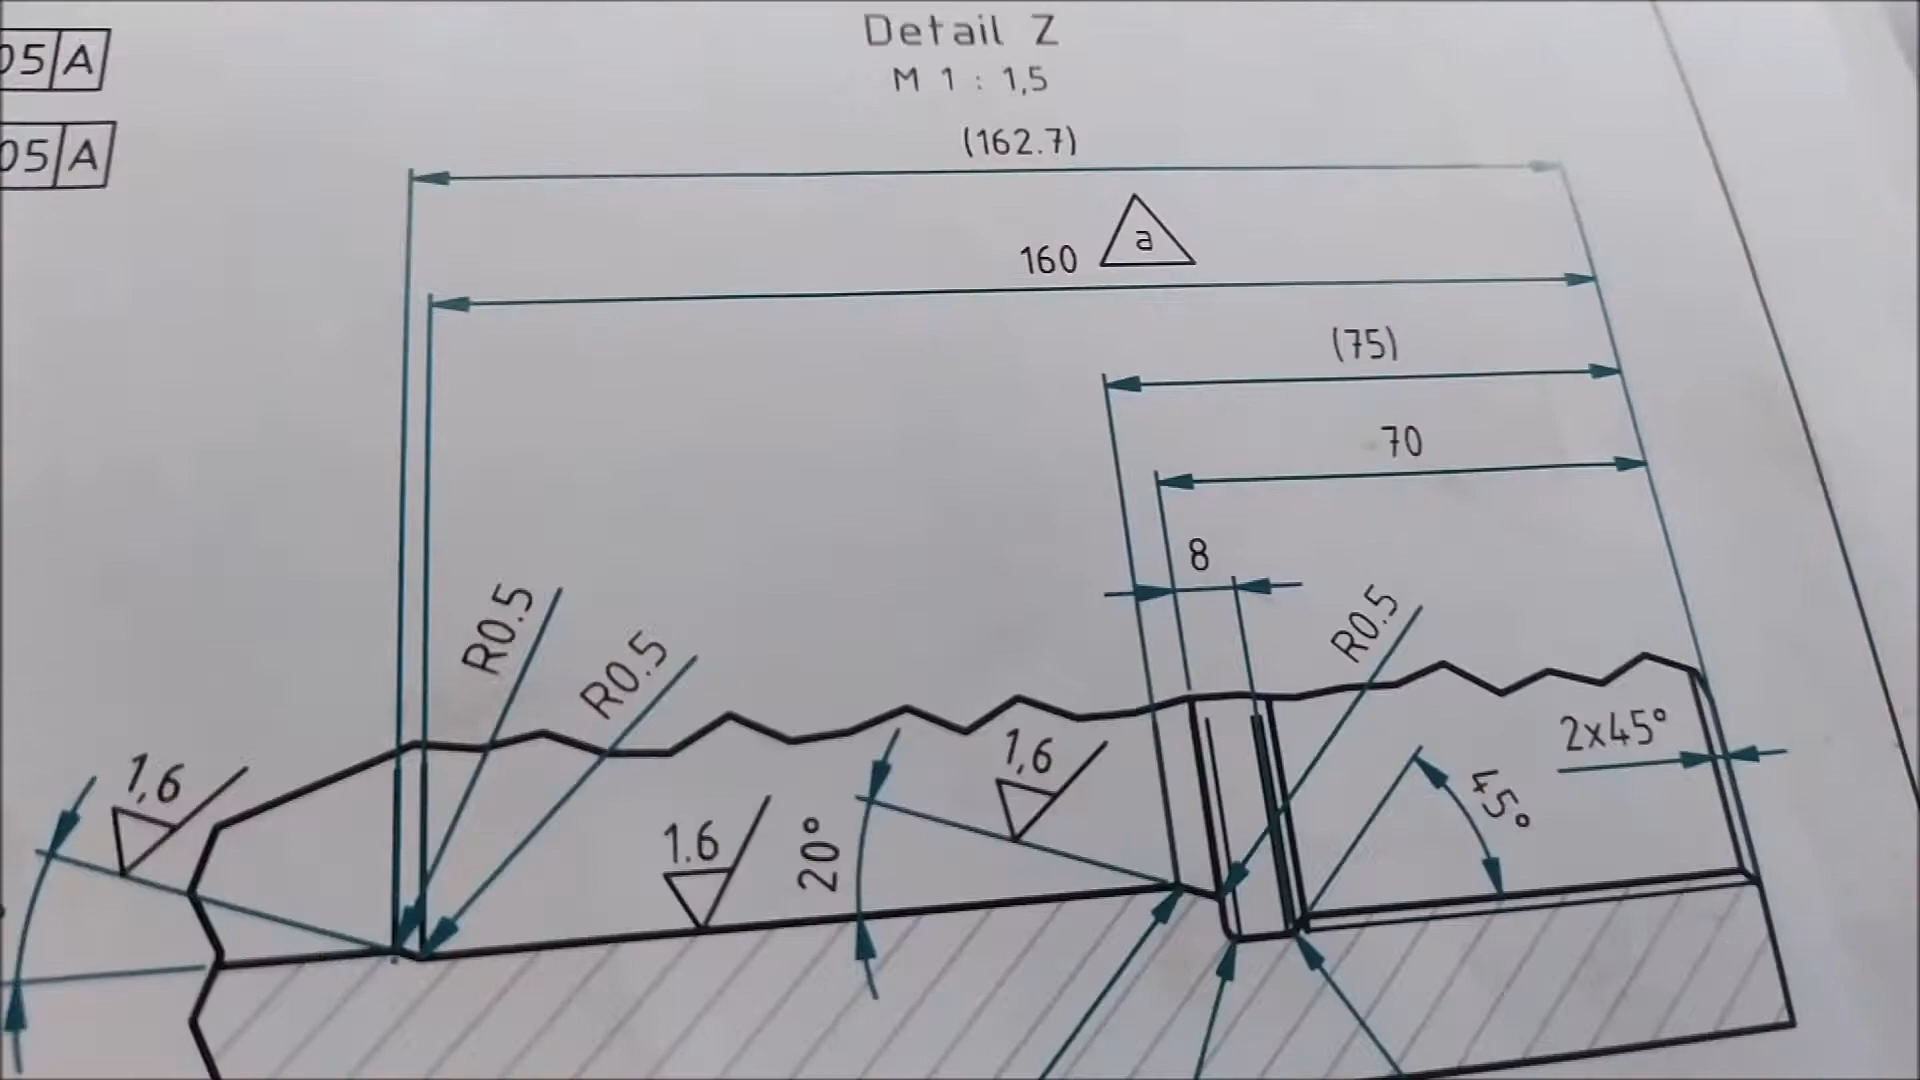 Detail Z
M 1 : 1,5
05 A
05 A
(162.7)
160 a
(75)
70
8
R0.5
R0.5
R0.5
2x45°
45°
1,6
1.6
20°
1,6